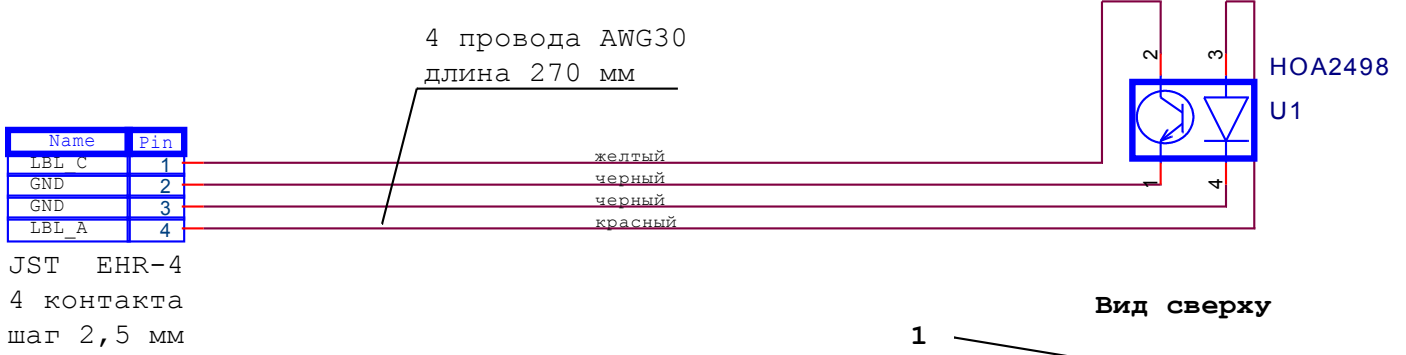 4 провода AWG30
длина 270 мм
2
3
HOA2498
U1
Name Pin
LBL_C 1 желтый
GND 2 черный 1 4
GND 3 черный
LBL_A 4 красный
JST EHR-4
4 контакта
шаг 2,5 мм
Вид сверху
1